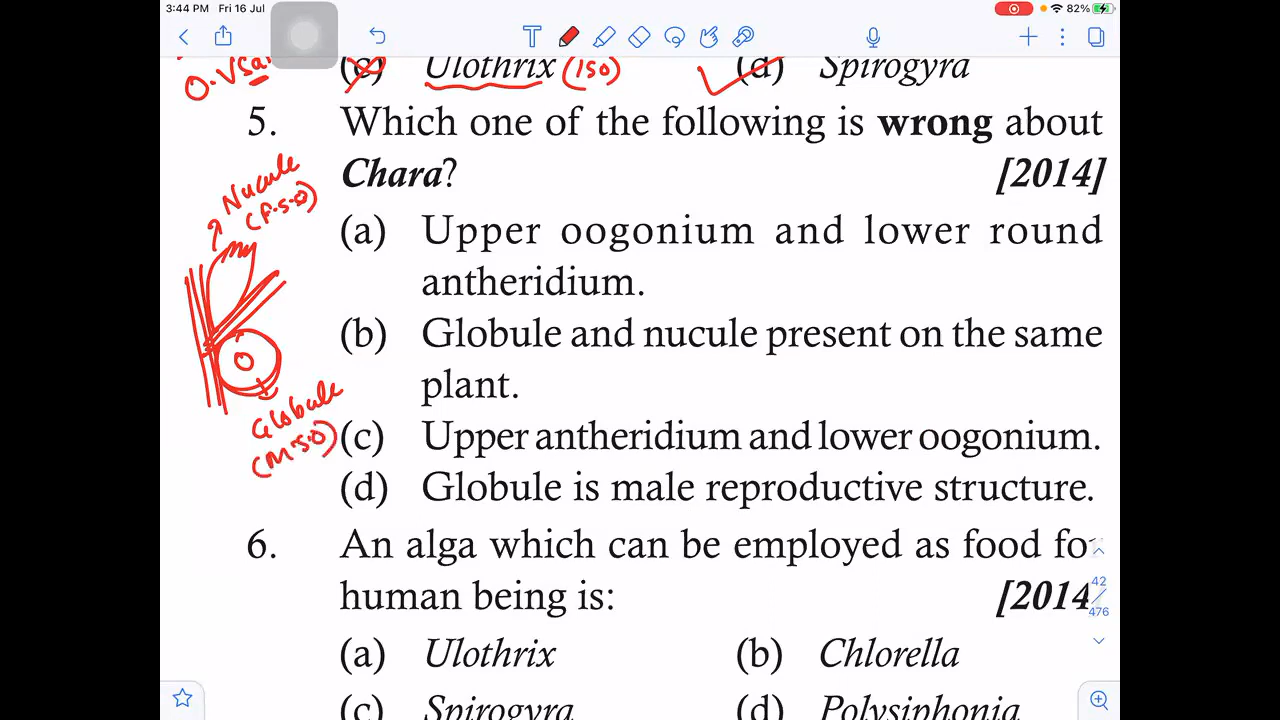 3:44 PM Fri 16 Jul
82%
O.Vsa
(c) Ulothrix (iso) (d) Spirogyra
5. Which one of the following is wrong about
Chara? [2014]
Nucule
(F.S.O)
(a) Upper oogonium and lower round
antheridium.
(b) Globule and nucule present on the same
plant.
Globule
(M.S.O)
(c) Upper antheridium and lower oogonium.
(d) Globule is male reproductive structure.
6. An alga which can be employed as food fo
human being is: [2014
42
476
(a) Ulothrix (b) Chlorella
(c) Spirogyra (d) Polysiphonia